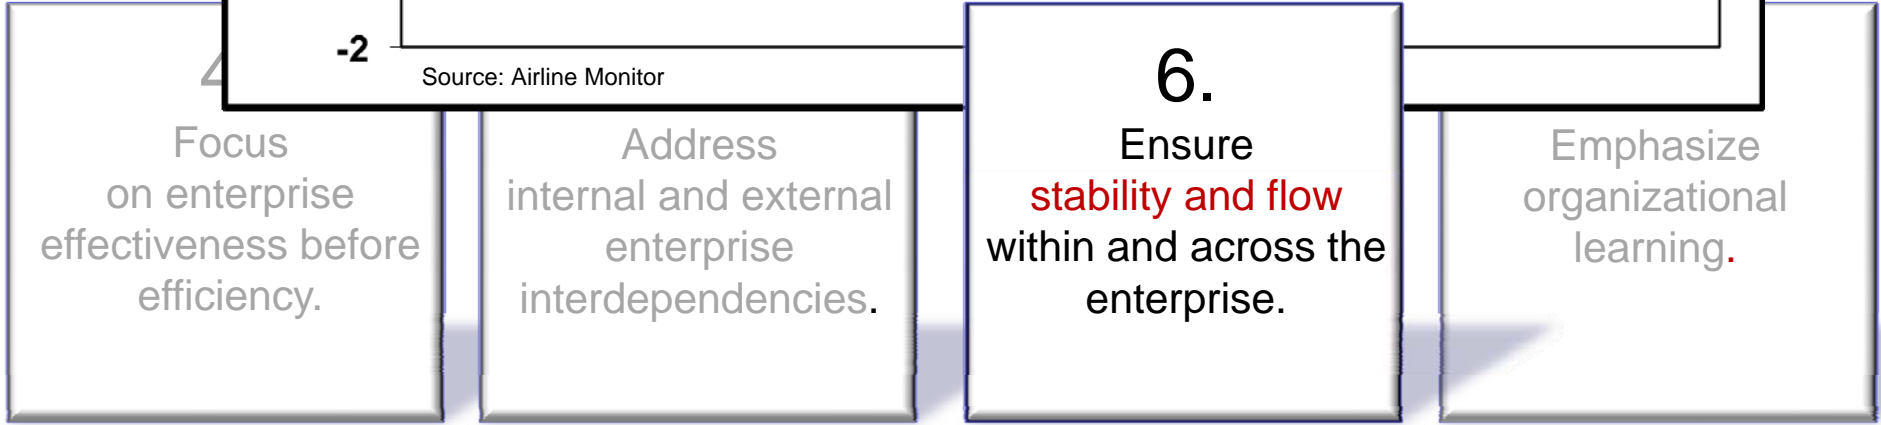 -2
Source: Airline Monitor
4
Focus
on enterprise
effectiveness before
efficiency.
Address
internal and external
enterprise
interdependencies.
6.
Ensure
stability and flow
within and across the
enterprise.
Emphasize
organizational
learning.